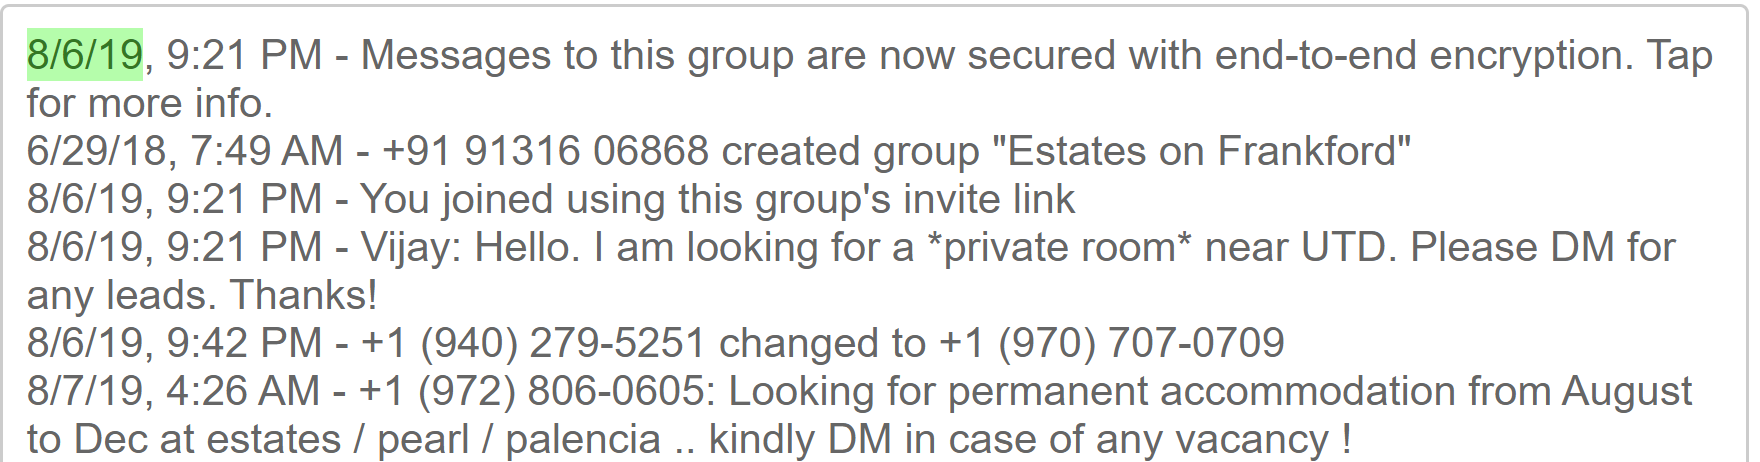 8/6/19, 9:21 PM - Messages to this group are now secured with end-to-end encryption. Tap
for more info.
6/29/18, 7:49 AM - +91 91316 06868 created group "Estates on Frankford"
8/6/19, 9:21 PM - You joined using this group's invite link
8/6/19, 9:21 PM - Vijay: Hello. I am looking for a *private room* near UTD. Please DM for
any leads. Thanks!
8/6/19, 9:42 PM - +1 (940) 279-5251 changed to +1 (970) 707-0709
8/7/19, 4:26 AM - +1 (972) 806-0605: Looking for permanent accommodation from August
to Dec at estates / pearl / palencia .. kindly DM in case of any vacancy !